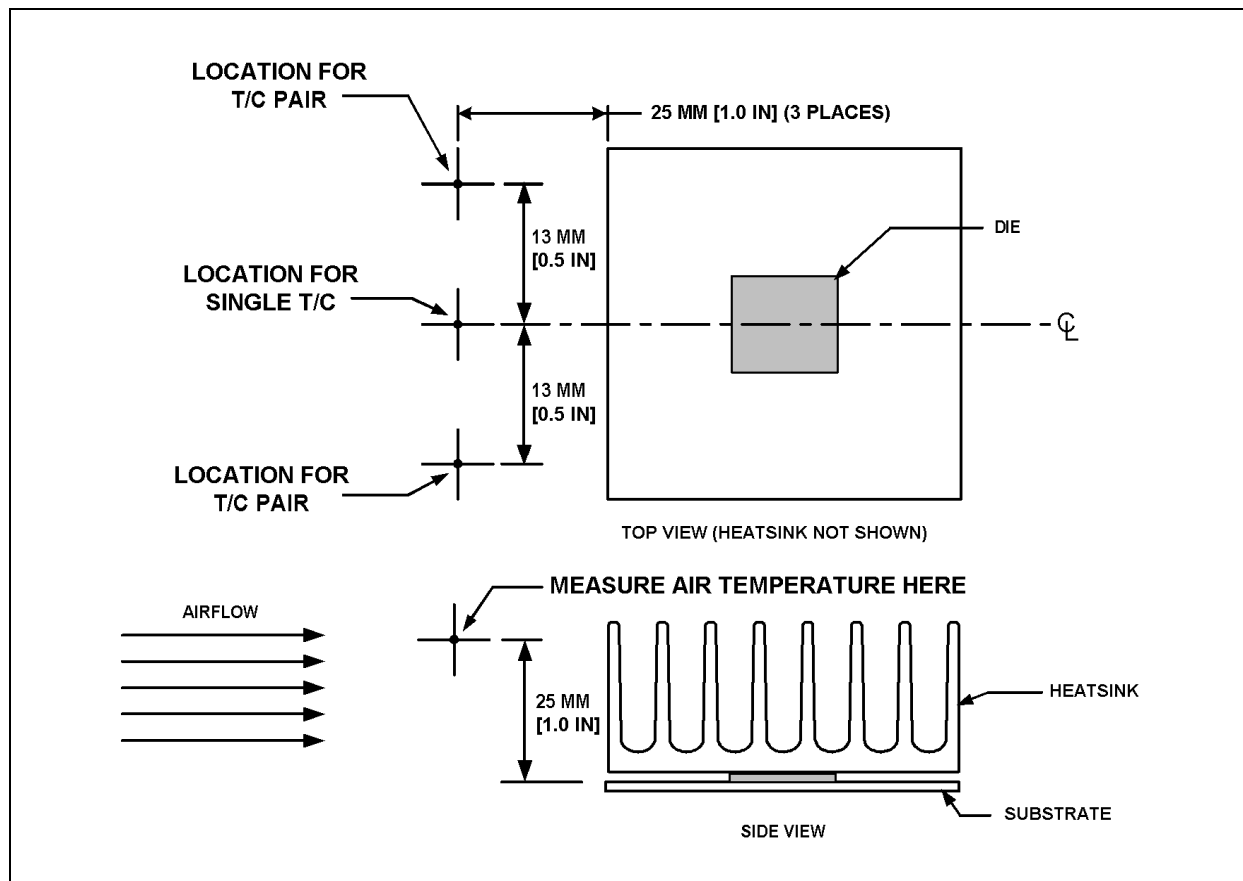 LOCATION FOR
T/C PAIR
25 MM [1.0 IN] (3 PLACES)
13 MM
[0.5 IN]
DIE
LOCATION FOR
SINGLE T/C
℄
13 MM
[0.5 IN]
LOCATION FOR
T/C PAIR
TOP VIEW (HEATSINK NOT SHOWN)
MEASURE AIR TEMPERATURE HERE
AIRFLOW
25 MM
[1.0 IN]
HEATSINK
SUBSTRATE
SIDE VIEW